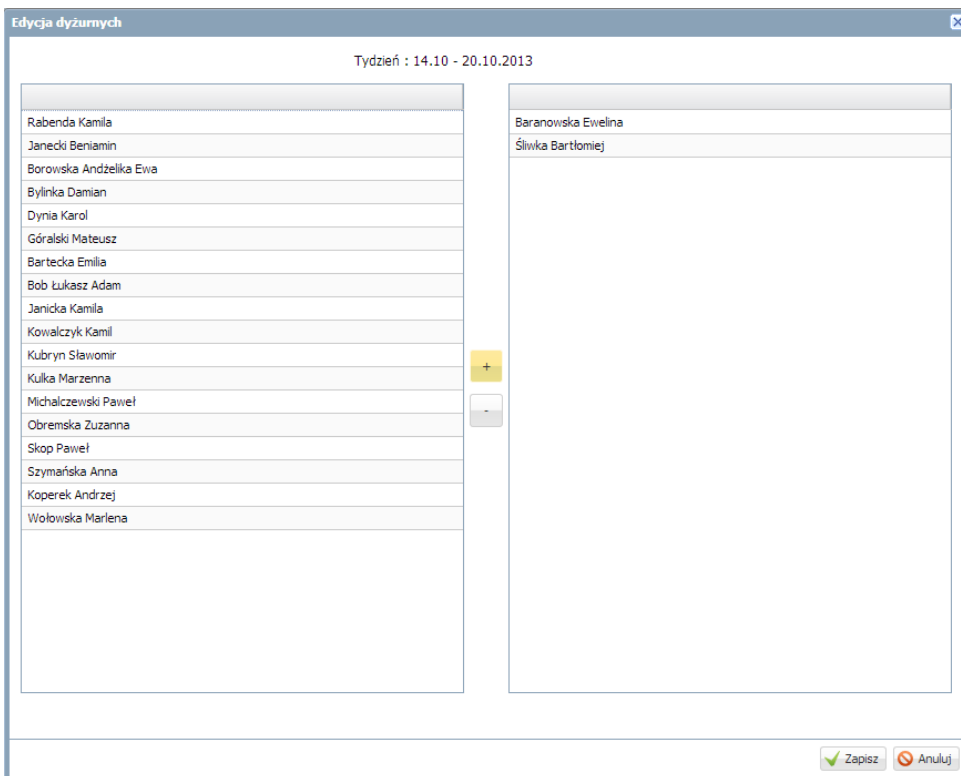 Edycja dyżurnych
Tydzień : 14.10 - 20.10.2013
Rabenda Kamila
Janecki Beniamin
Borowska Andżelika Ewa
Bylinka Damian
Dynia Karol
Góralski Mateusz
Bartecka Emilia
Bob Łukasz Adam
Janicka Kamila
Kowalczyk Kamil
Kubryn Sławomir
Kulka Marzenna
Michalczewski Paweł
Obremska Zuzanna
Skop Paweł
Szymańska Anna
Koperek Andrzej
Wołowska Marlena
+
-
Baranowska Ewelina
Śliwka Bartłomiej
Zapisz
Anuluj